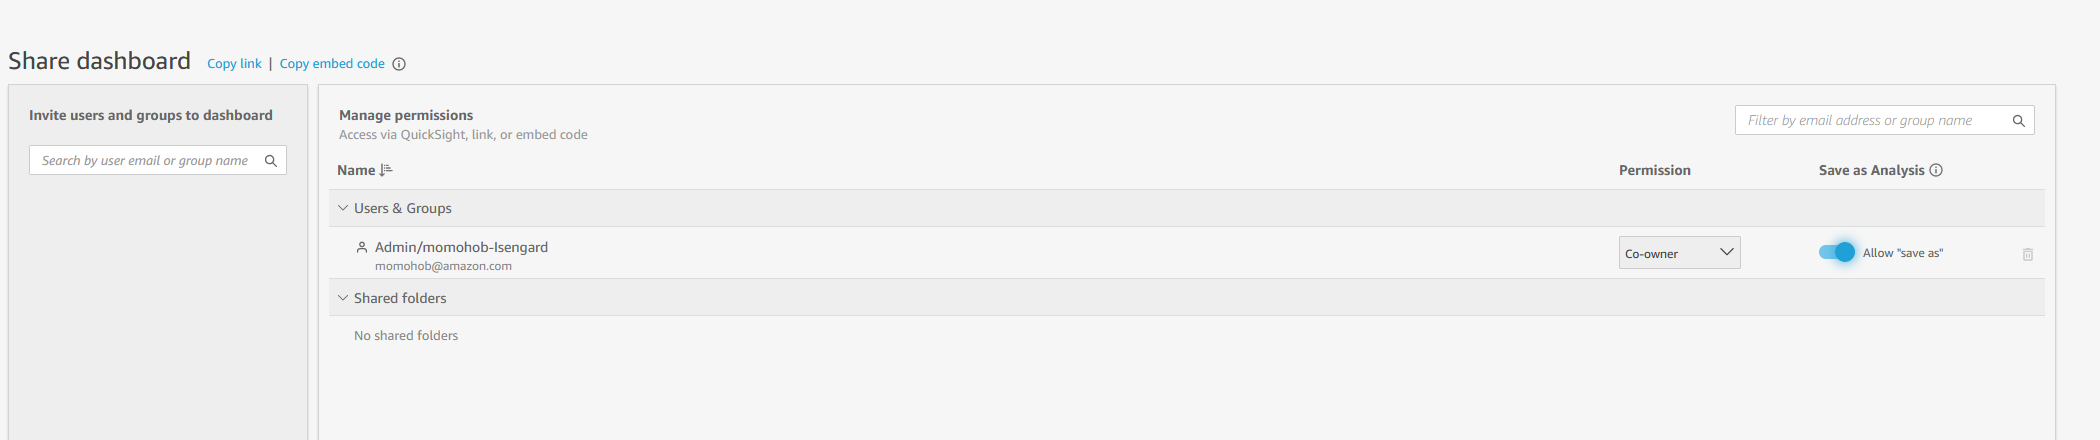 Share dashboard Copy link | Copy embed code
Invite users and groups to dashboard
Search by user email or group name
Manage permissions
Access via QuickSight, link, or embed code
Filter by email address or group name
Name Permission Save as Analysis
Users & Groups
Admin/momohob-Isengard
momohob@amazon.com
Co-owner
Allow "save as"
Shared folders
No shared folders